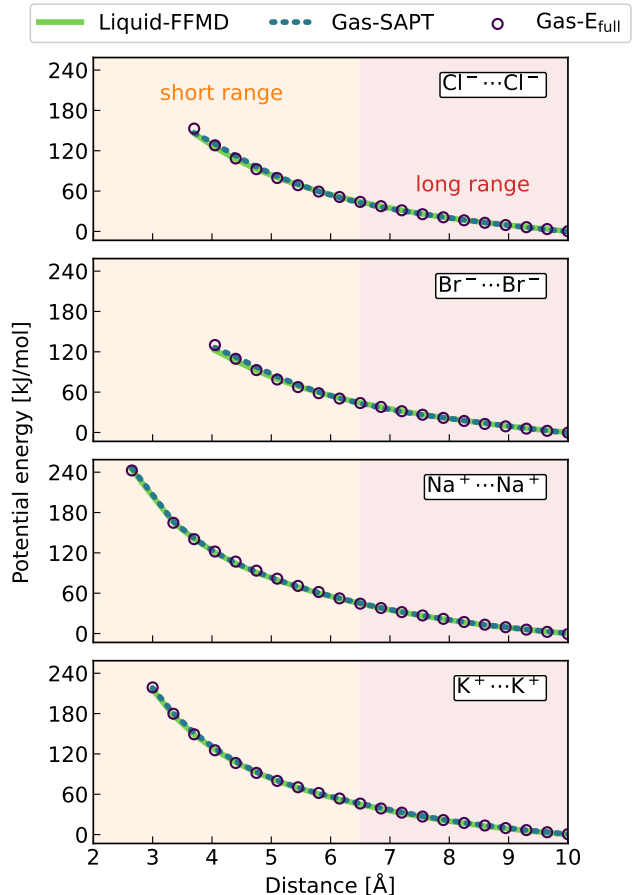 Liquid-FFMD Gas-SAPT Gas-E_full
240
180
120
60
0
short range
long range
Cl⁻···Cl⁻
240
180
120
60
0
Br⁻···Br⁻
240
180
120
60
0
Na⁺···Na⁺
240
180
120
60
0
K⁺···K⁺
2 3 4 5 6 7 8 9 10
Distance [Å]
Potential energy [kJ/mol]